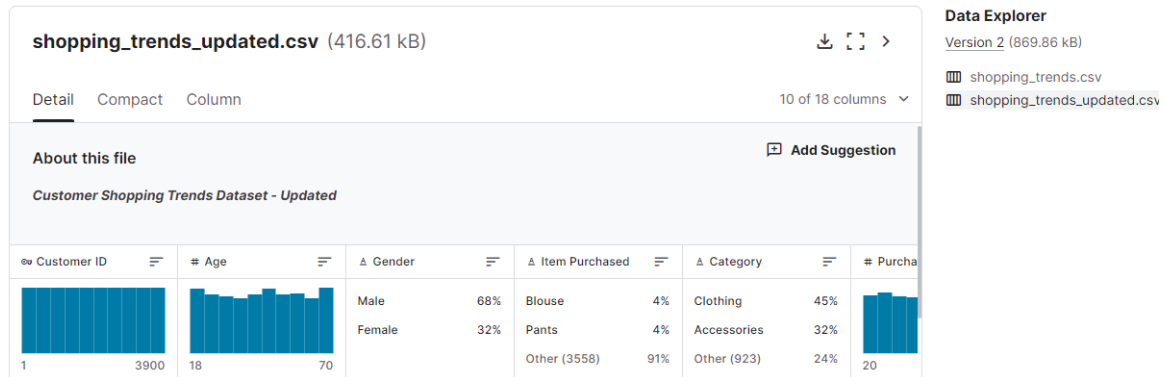 shopping_trends_updated.csv (416.61 kB)
Detail Compact Column
10 of 18 columns
About this file
Add Suggestion
Customer Shopping Trends Dataset - Updated
Customer ID
1 3900
# Age
18 70
A Gender
Male 68%
Female 32%
A Item Purchased
Blouse 4%
Pants 4%
Other (3558) 91%
A Category
Clothing 45%
Accessories 32%
Other (923) 24%
# Purcha
20
Data Explorer
Version 2 (869.86 kB)
shopping_trends.csv
shopping_trends_updated.csv